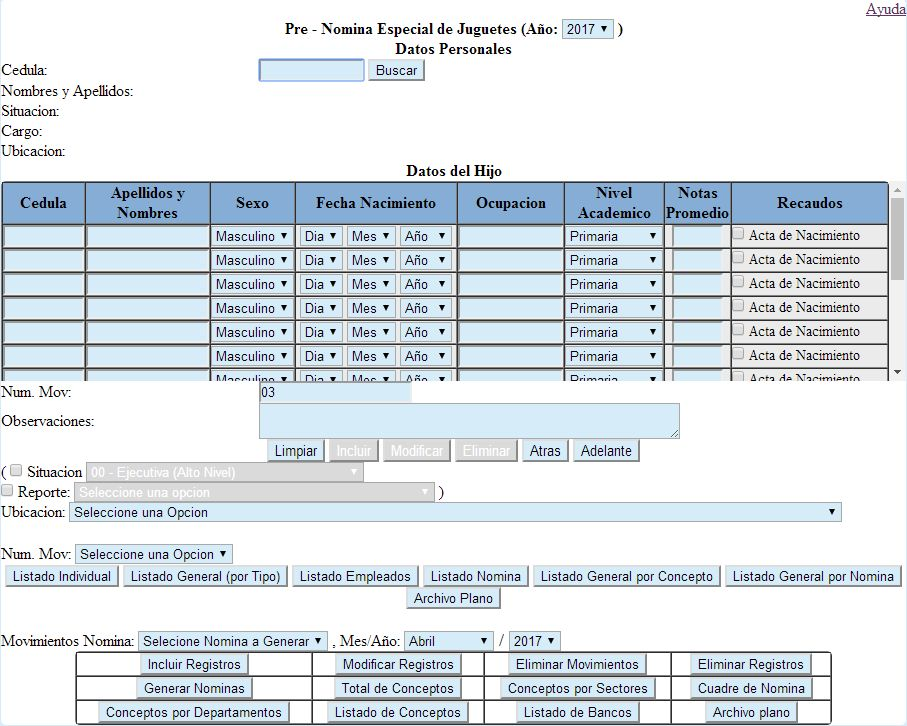 Ayuda
Pre - Nomina Especial de Juguetes (Año: 2017 )
Datos Personales
Cedula: Buscar
Nombres y Apellidos:
Situacion:
Cargo:
Ubicacion:
Datos del Hijo
Cedula Apellidos y Nombres Sexo Fecha Nacimiento Ocupacion Nivel Academico Notas Promedio Recaudos
Masculino Dia Mes Año Primaria Acta de Nacimiento
Masculino Dia Mes Año Primaria Acta de Nacimiento
Masculino Dia Mes Año Primaria Acta de Nacimiento
Masculino Dia Mes Año Primaria Acta de Nacimiento
Masculino Dia Mes Año Primaria Acta de Nacimiento
Masculino Dia Mes Año Primaria Acta de Nacimiento
Masculino Dia Mes Año Primaria Acta de Nacimiento
Num. Mov: 03
Observaciones:
Limpiar Incluir Modificar Eliminar Atras Adelante
( Situacion 00 - Ejecutiva (Alto Nivel)
Reporte: Seleccione una opcion )
Ubicacion: Seleccione una Opcion
Num. Mov: Seleccione una Opcion
Listado Individual Listado General (por Tipo) Listado Empleados Listado Nomina Listado General por Concepto Listado General por Nomina
Archivo Plano
Movimientos Nomina: Selecione Nomina a Generar , Mes/Año: Abril / 2017
Incluir Registros Modificar Registros Eliminar Movimientos Eliminar Registros
Generar Nominas Total de Conceptos Conceptos por Sectores Cuadre de Nomina
Conceptos por Departamentos Listado de Conceptos Listado de Bancos Archivo plano